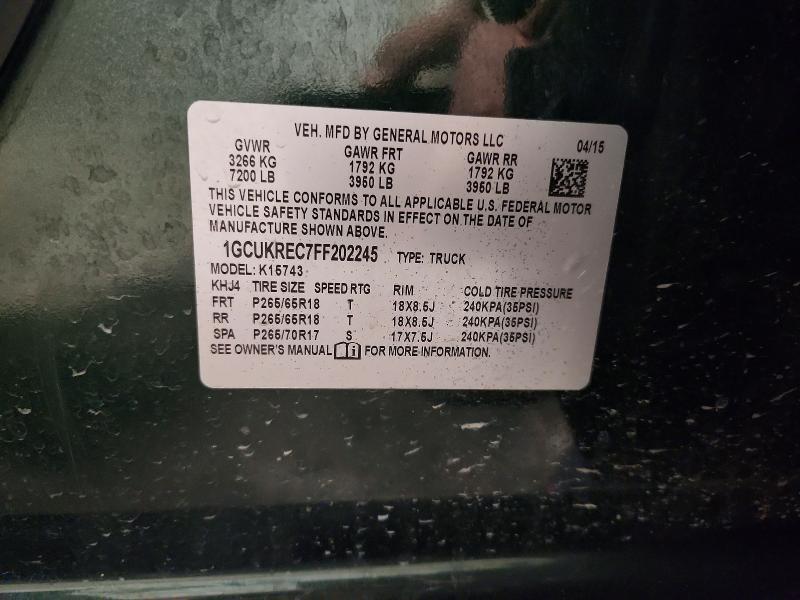 VEH. MFD BY GENERAL MOTORS LLC
04/15
GVWR GAWR FRT GAWR RR
3266 KG 1792 KG 1792 KG
7200 LB 3950 LB 3950 LB
THIS VEHICLE CONFORMS TO ALL APPLICABLE U.S. FEDERAL MOTOR
VEHICLE SAFETY STANDARDS IN EFFECT ON THE DATE OF
MANUFACTURE SHOWN ABOVE.
1GCUKREC7FF202245 TYPE: TRUCK
MODEL: K15743
KHJ4 TIRE SIZE SPEED RTG RIM COLD TIRE PRESSURE
FRT P265/65R18 T 18X8.5J 240KPA(35PSI)
RR P265/65R18 T 18X8.5J 240KPA(35PSI)
SPA P265/70R17 S 17X7.5J 240KPA(35PSI)
SEE OWNER'S MANUAL FOR MORE INFORMATION.